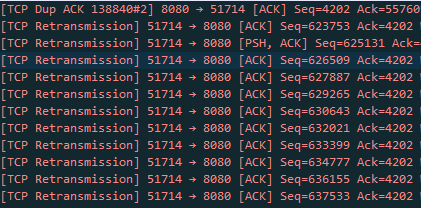 [TCP Dup ACK 138840#2] 8080 → 51714 [ACK] Seq=4202 Ack=55760
[TCP Retransmission] 51714 → 8080 [ACK] Seq=623753 Ack=4202
[TCP Retransmission] 51714 → 8080 [PSH, ACK] Seq=625131 Ack=
[TCP Retransmission] 51714 → 8080 [ACK] Seq=626509 Ack=4202
[TCP Retransmission] 51714 → 8080 [ACK] Seq=627887 Ack=4202
[TCP Retransmission] 51714 → 8080 [ACK] Seq=629265 Ack=4202
[TCP Retransmission] 51714 → 8080 [ACK] Seq=630643 Ack=4202
[TCP Retransmission] 51714 → 8080 [ACK] Seq=632021 Ack=4202
[TCP Retransmission] 51714 → 8080 [ACK] Seq=633399 Ack=4202
[TCP Retransmission] 51714 → 8080 [ACK] Seq=634777 Ack=4202
[TCP Retransmission] 51714 → 8080 [ACK] Seq=636155 Ack=4202
[TCP Retransmission] 51714 → 8080 [ACK] Seq=637533 Ack=4202